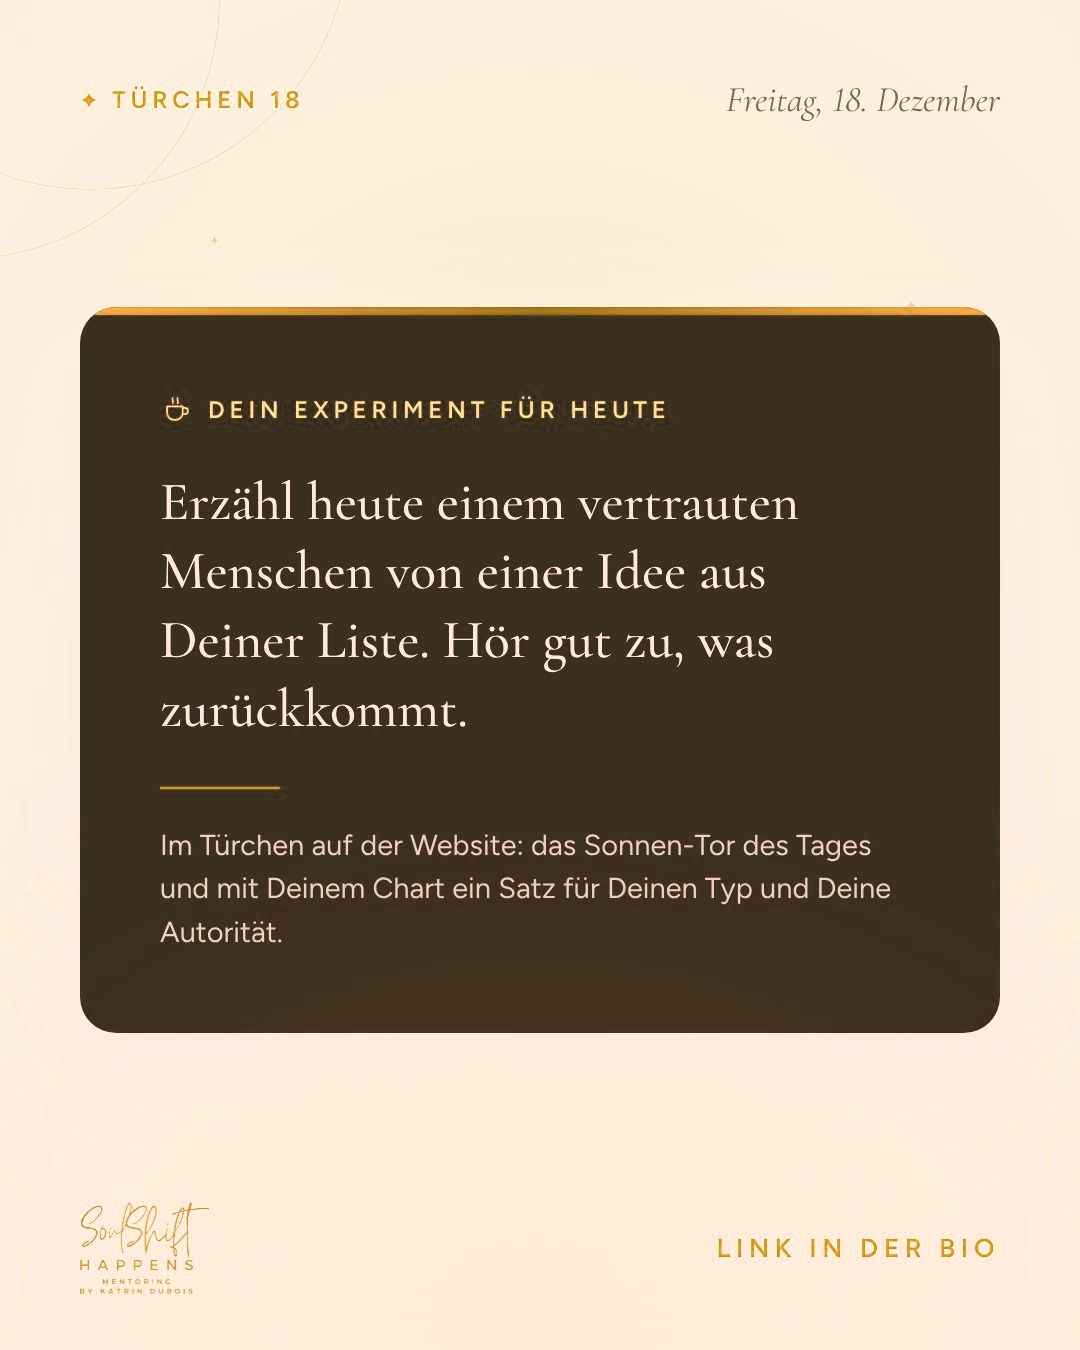 ✦ TÜRCHEN 18
Freitag, 18. Dezember
DEIN EXPERIMENT FÜR HEUTE
Erzähl heute einem vertrauten
Menschen von einer Idee aus
Deiner Liste. Hör gut zu, was
zurückkommt.
Im Türchen auf der Website: das Sonnen-Tor des Tages
und mit Deinem Chart ein Satz für Deinen Typ und Deine
Autorität.
SoulShift
HAPPENS
MENTORING
BY KATRIN DUBOIS
LINK IN DER BIO